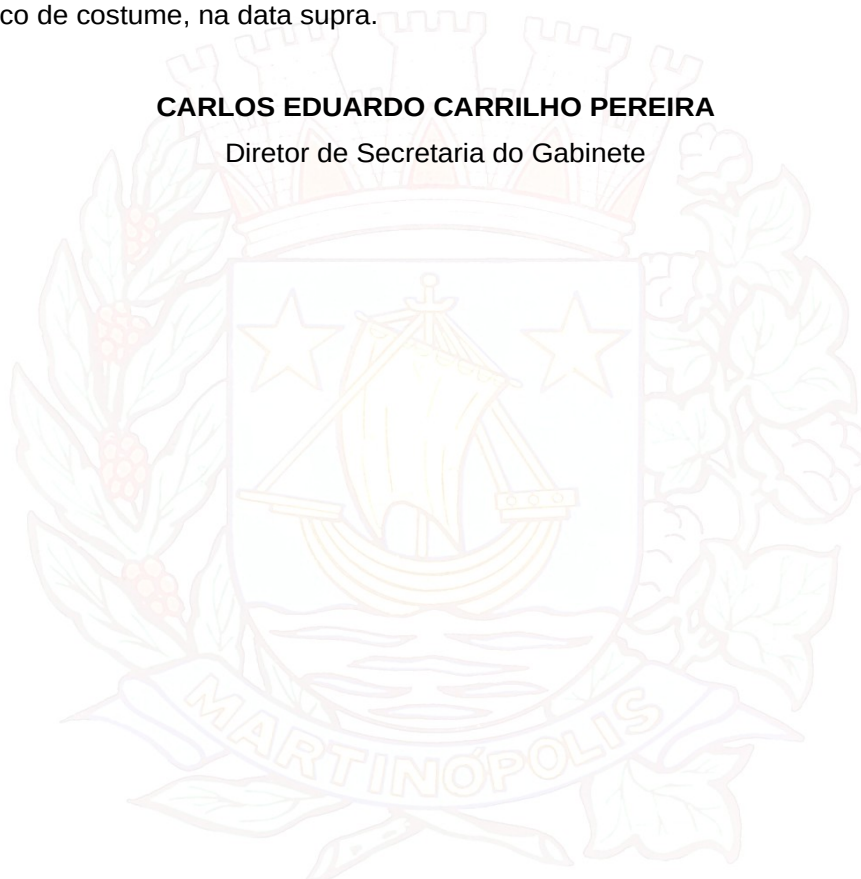 co de costume, na data supra.
CARLOS EDUARDO CARRILHO PEREIRA
Diretor de Secretaria do Gabinete
MARTINÓPOLIS